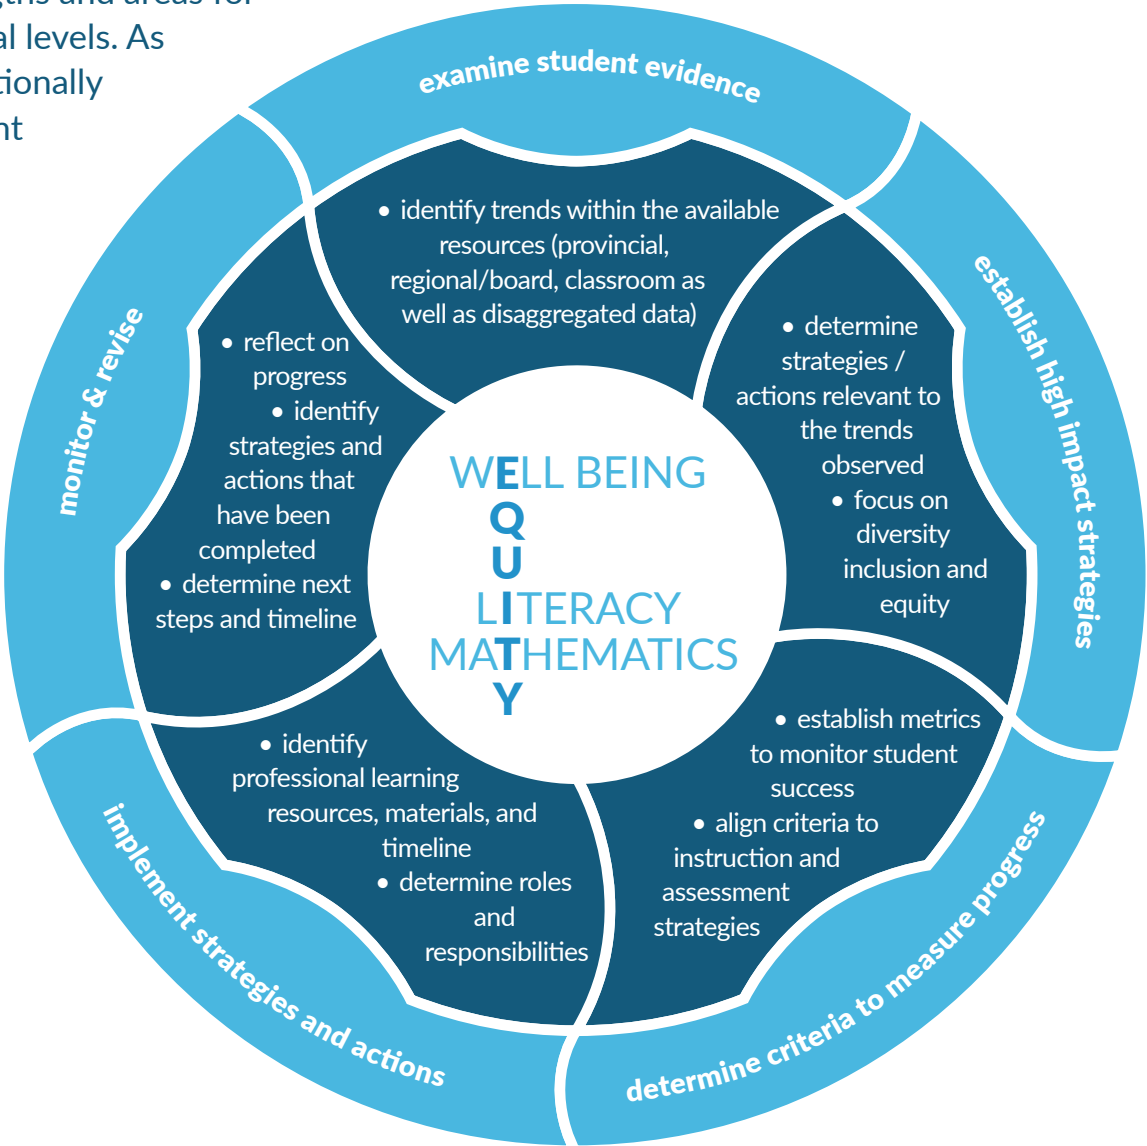 al levels. As
examine student evidence
• identify trends within the available
resources (provincial,
regional/board, classroom as
well as disaggregated data)
establish high impact strategies
• determine
strategies /
actions relevant to
the trends
observed
• focus on
diversity
inclusion and
equity
determine criteria to measure progress
• establish metrics
to monitor student
success
• align criteria to
instruction and
assessment
strategies
implement strategies and actions
• identify
professional learning
resources, materials, and
timeline
• determine roles
and
responsibilities
monitor & revise
• reflect on
progress
• identify
strategies and
actions that
have been
completed
• determine next
steps and timeline
WELL BEING
Q
U
LITERACY
MATHEMATICS
Y